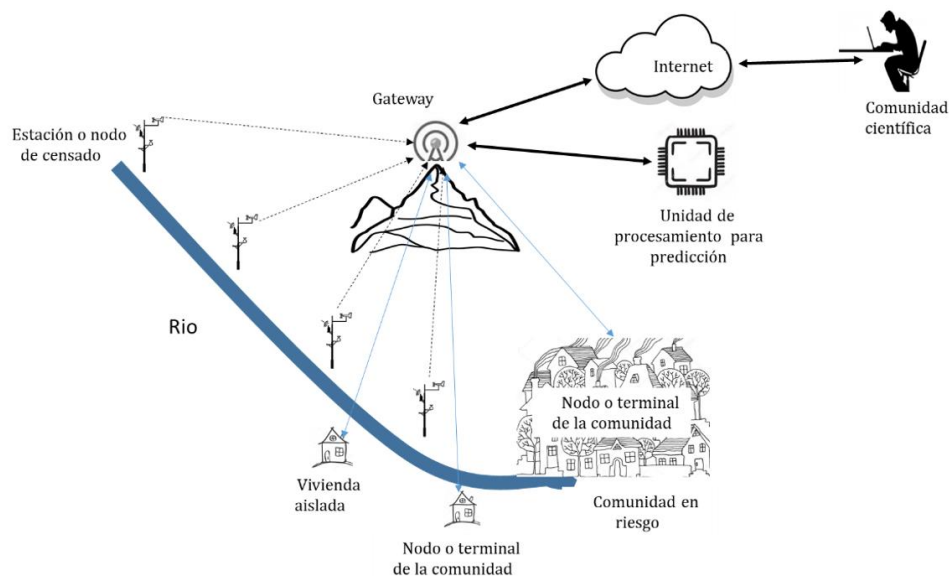 Internet
Comunidad
científica
Gateway
Estación o nodo
de censado
Unidad de
procesamiento para
predicción
Rio
Nodo o terminal
de la comunidad
Vivienda
aislada
Comunidad en
riesgo
Nodo o terminal
de la comunidad